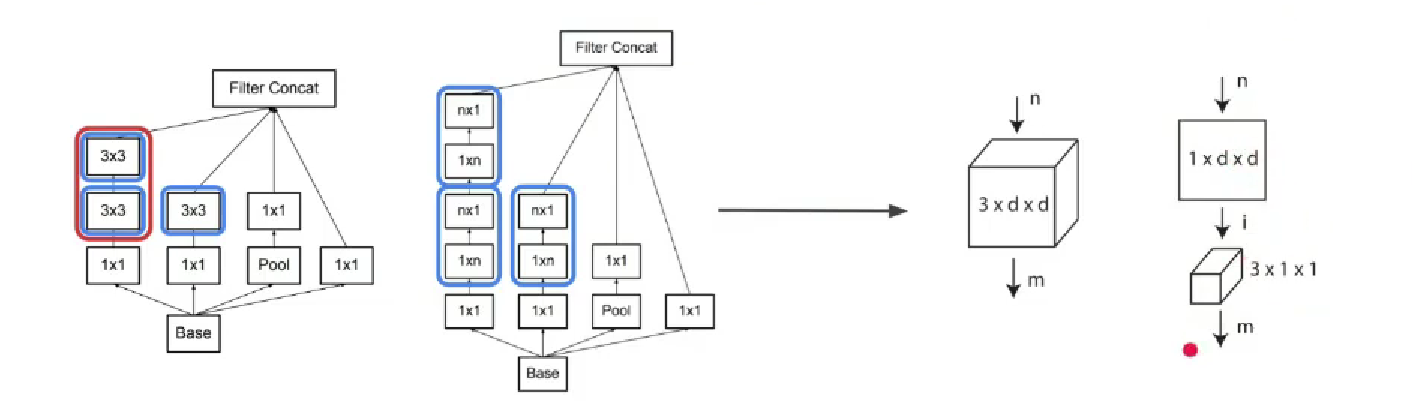 Filter Concat
3x3
3x3
3x3
1x1
1x1
1x1
Pool
1x1
Base
Filter Concat
nx1
1xn
nx1
nx1
1xn
1xn
1x1
1x1
1x1
Pool
1x1
Base
n
3 x d x d
m
n
1 x d x d
i
3 x 1 x 1
m